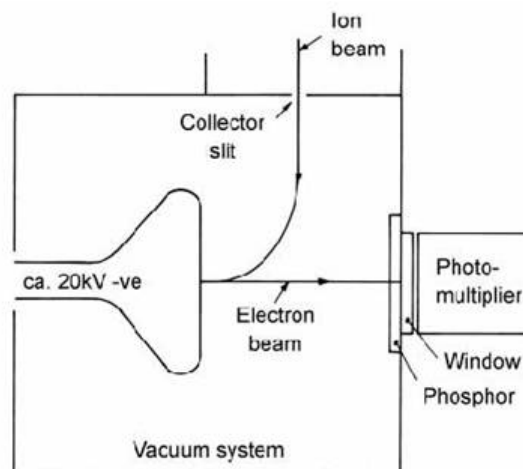 Ion
beam
Collector
slit
ca. 20kV -ve
Photo-
multiplier
Electron
beam
Window
Phosphor
Vacuum system